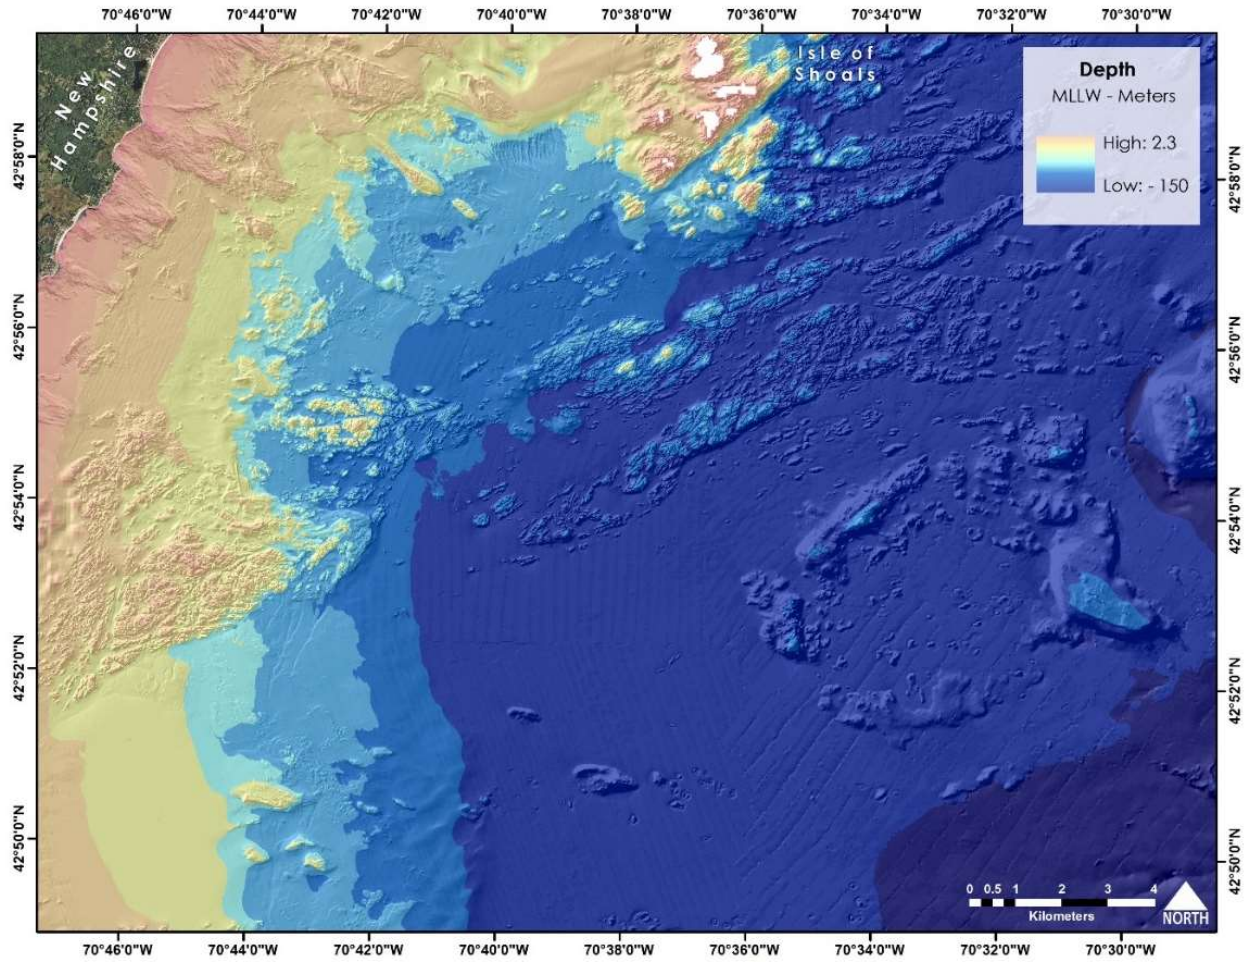 70°46'0"W 70°44'0"W 70°42'0"W 70°40'0"W 70°38'0"W 70°36'0"W 70°34'0"W 70°32'0"W 70°30'0"W
New
Hampshire
Isle of
Shoals
Depth
MLLW - Meters
High: 2.3
Low: - 150
42°58'0"N
42°56'0"N
42°54'0"N
42°52'0"N
42°50'0"N
42°58'0"N
42°56'0"N
42°54'0"N
42°52'0"N
42°50'0"N
0 0.5 1 2 3 4
Kilometers
NORTH
70°46'0"W 70°44'0"W 70°42'0"W 70°40'0"W 70°38'0"W 70°36'0"W 70°34'0"W 70°32'0"W 70°30'0"W